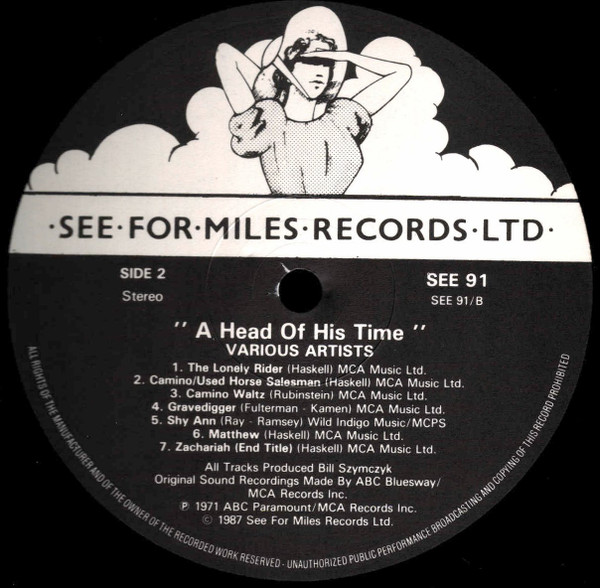 ·SEE·FOR·MILES·RECORDS·LTD·
SIDE 2
Stereo
SEE 91
SEE 91/B
" A Head Of His Time "
VARIOUS ARTISTS
1. The Lonely Rider (Haskell) MCA Music Ltd.
2. Camino/Used Horse Salesman (Haskell) MCA Music Ltd.
3. Camino Waltz (Rubinstein) MCA Music Ltd.
4. Gravedigger (Fulterman - Kamen) MCA Music Ltd.
5. Shy Ann (Ray - Ramsey) Wild Indigo Music/MCPS
6. Matthew (Haskell) MCA Music Ltd.
7. Zachariah (End Title) (Haskell) MCA Music Ltd.
All Tracks Produced Bill Szymczyk
Original Sound Recordings Made By ABC Bluesway/
MCA Records Inc.
℗ 1971 ABC Paramount/MCA Records Inc.
© 1987 See For Miles Records Ltd.
ALL RIGHTS OF THE MANUFACTURER AND OF THE OWNER OF THE RECORDED WORK RESERVED - UNAUTHORIZED PUBLIC PERFORMANCE BROADCASTING AND COPYING OF THIS RECORD PROHIBITED